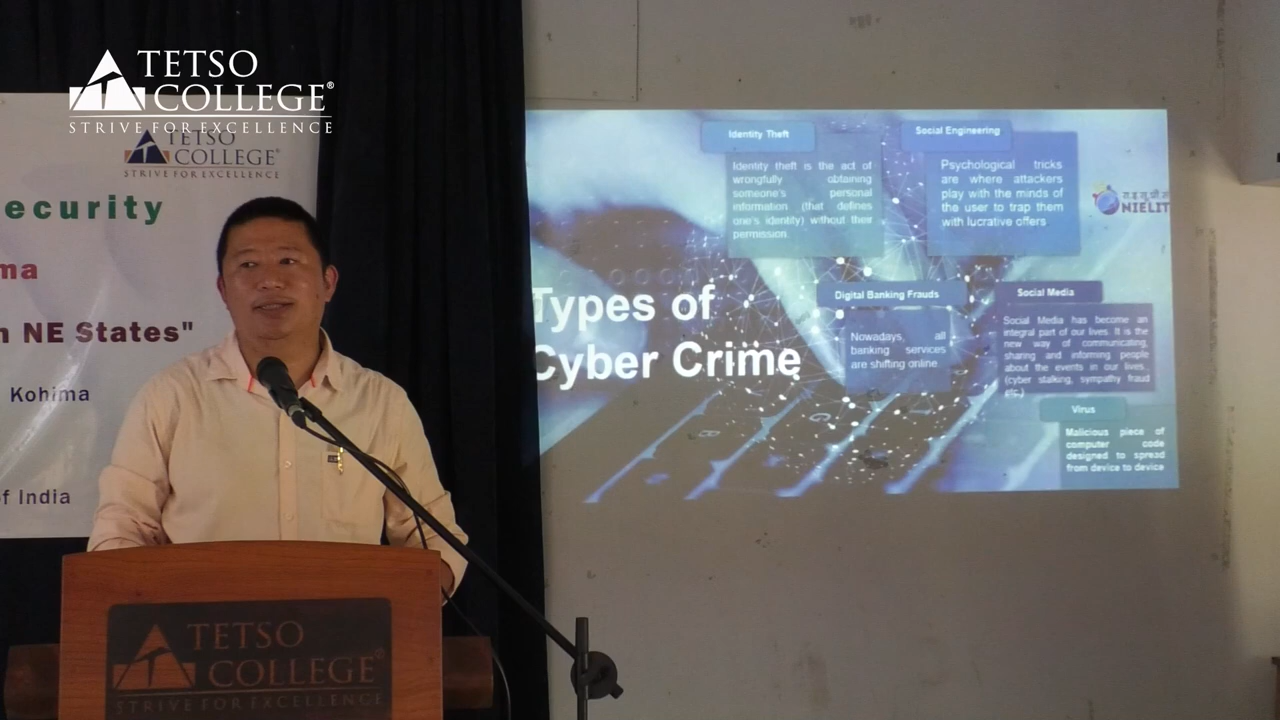 TETSO
COLLEGE®
STRIVE FOR EXCELLENCE
TETSO
COLLEGE®
STRIVE FOR EXCELLENCE
ecurity
ma
NE States"
Kohima
of India
TETSO
COLLEGE®
STRIVE FOR EXCELLENCE
Types of
Cyber Crime
Identity Theft
Identity theft is the act of
wrongfully obtaining
someone's personal
information (that defines
one's identity) without their
permission
Social Engineering
Psychological tricks
are where attackers
play with the minds of
the user to trap them
with lucrative offers
NIELIT
Digital Banking Frauds
Nowadays, all
banking services
are shifting online
Social Media
Social Media has become an
integral part of our lives. It is the
new way of communicating,
sharing and informing people
about the events in our lives.
(cyber stalking, sympathy fraud
etc.)
Virus
Malicious piece of
computer code
designed to spread
from device to device